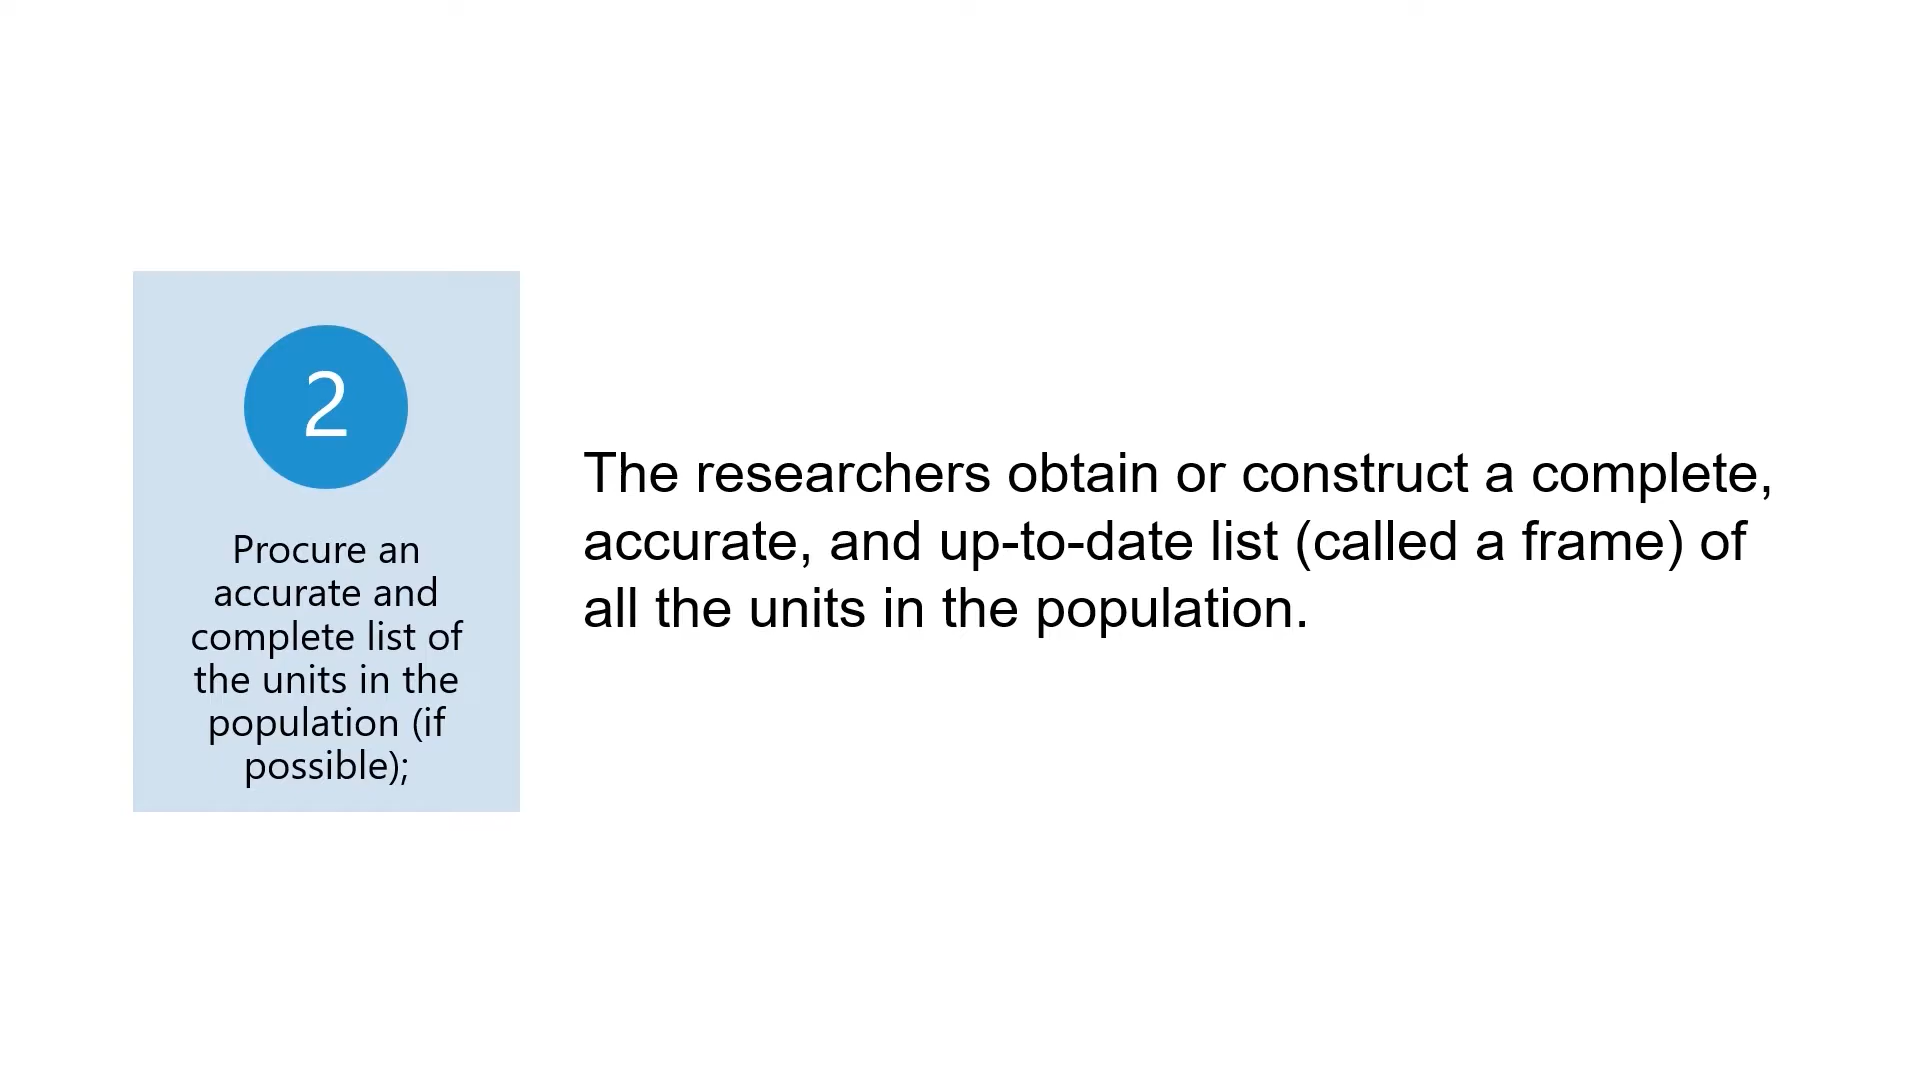 2
Procure an
accurate and
complete list of
the units in the
population (if
possible);
The researchers obtain or construct a complete,
accurate, and up-to-date list (called a frame) of
all the units in the population.